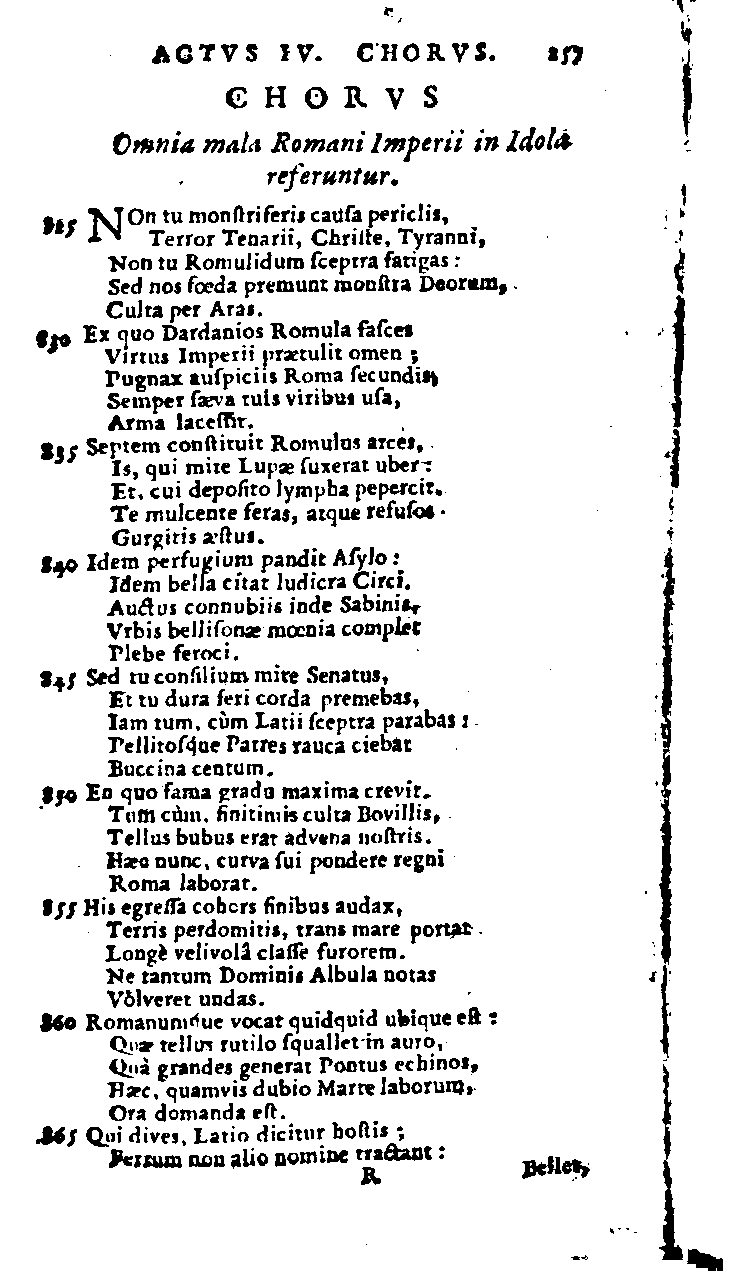 ACTVS IV. CHORVS. 257
CHORVS
Omnia mala Romani Imperii in Idola
referuntur.
825 NOn tu monſtriferis cauſa periclis,
Terror Tenarii, Chriſte, Tyranni,
Non tu Romulidum ſceptra fatigas :
Sed nos fœda premunt monſtra Deorum,
Culta per Aras.
830 Ex quo Dardanios Romula faſces
Virtus Imperii prætulit omen ;
Pugnax auſpiciis Roma ſecundis,
Semper ſæva tuis viribus uſa,
Arma laceſſit.
835 Septem conſtituit Romulus arces,
Is, qui mite Lupæ ſuxerat uber :
Et, cui depoſito lympha pepercit.
Te mulcente feras, atque refuſos
Gurgitis æſtus.
840 Idem perfugium pandit Aſylo :
Idem bella citat ludicra Circi.
Auctus connubiis inde Sabinis,
Vrbis belliſonæ mœnia complet
Plebe feroci.
845 Sed tu conſilium mite Senatus,
Et tu dura feri corda premebas,
Iam tum, cùm Latii ſceptra parabas :
Pellitoſque Patres rauca ciebat
Buccina centum.
850 En quo fama gradu maxima crevit.
Tum cùm, finitimis culta Bovillis,
Tellus bubus erat advena noſtris.
Hæc nunc, curva ſui pondere regni
Roma laborat.
855 His egreſſa cohors finibus audax,
Terris perdomitis, trans mare portat
Longè velivolâ claſſe furorem.
Ne tantum Dominis Albula notas
Vòlveret undas.
860 Romanumque vocat quidquid ubique eſt :
Quæ tellus rutilo ſquallet in auro,
Quà grandes generat Pontus echinos,
Hæc, quamvis dubio Marte laborum,
Ora domanda eſt.
865 Qui dives, Latio dicitur hoſtis ;
Ferrum non alio nomine tractant :
R Bellet,